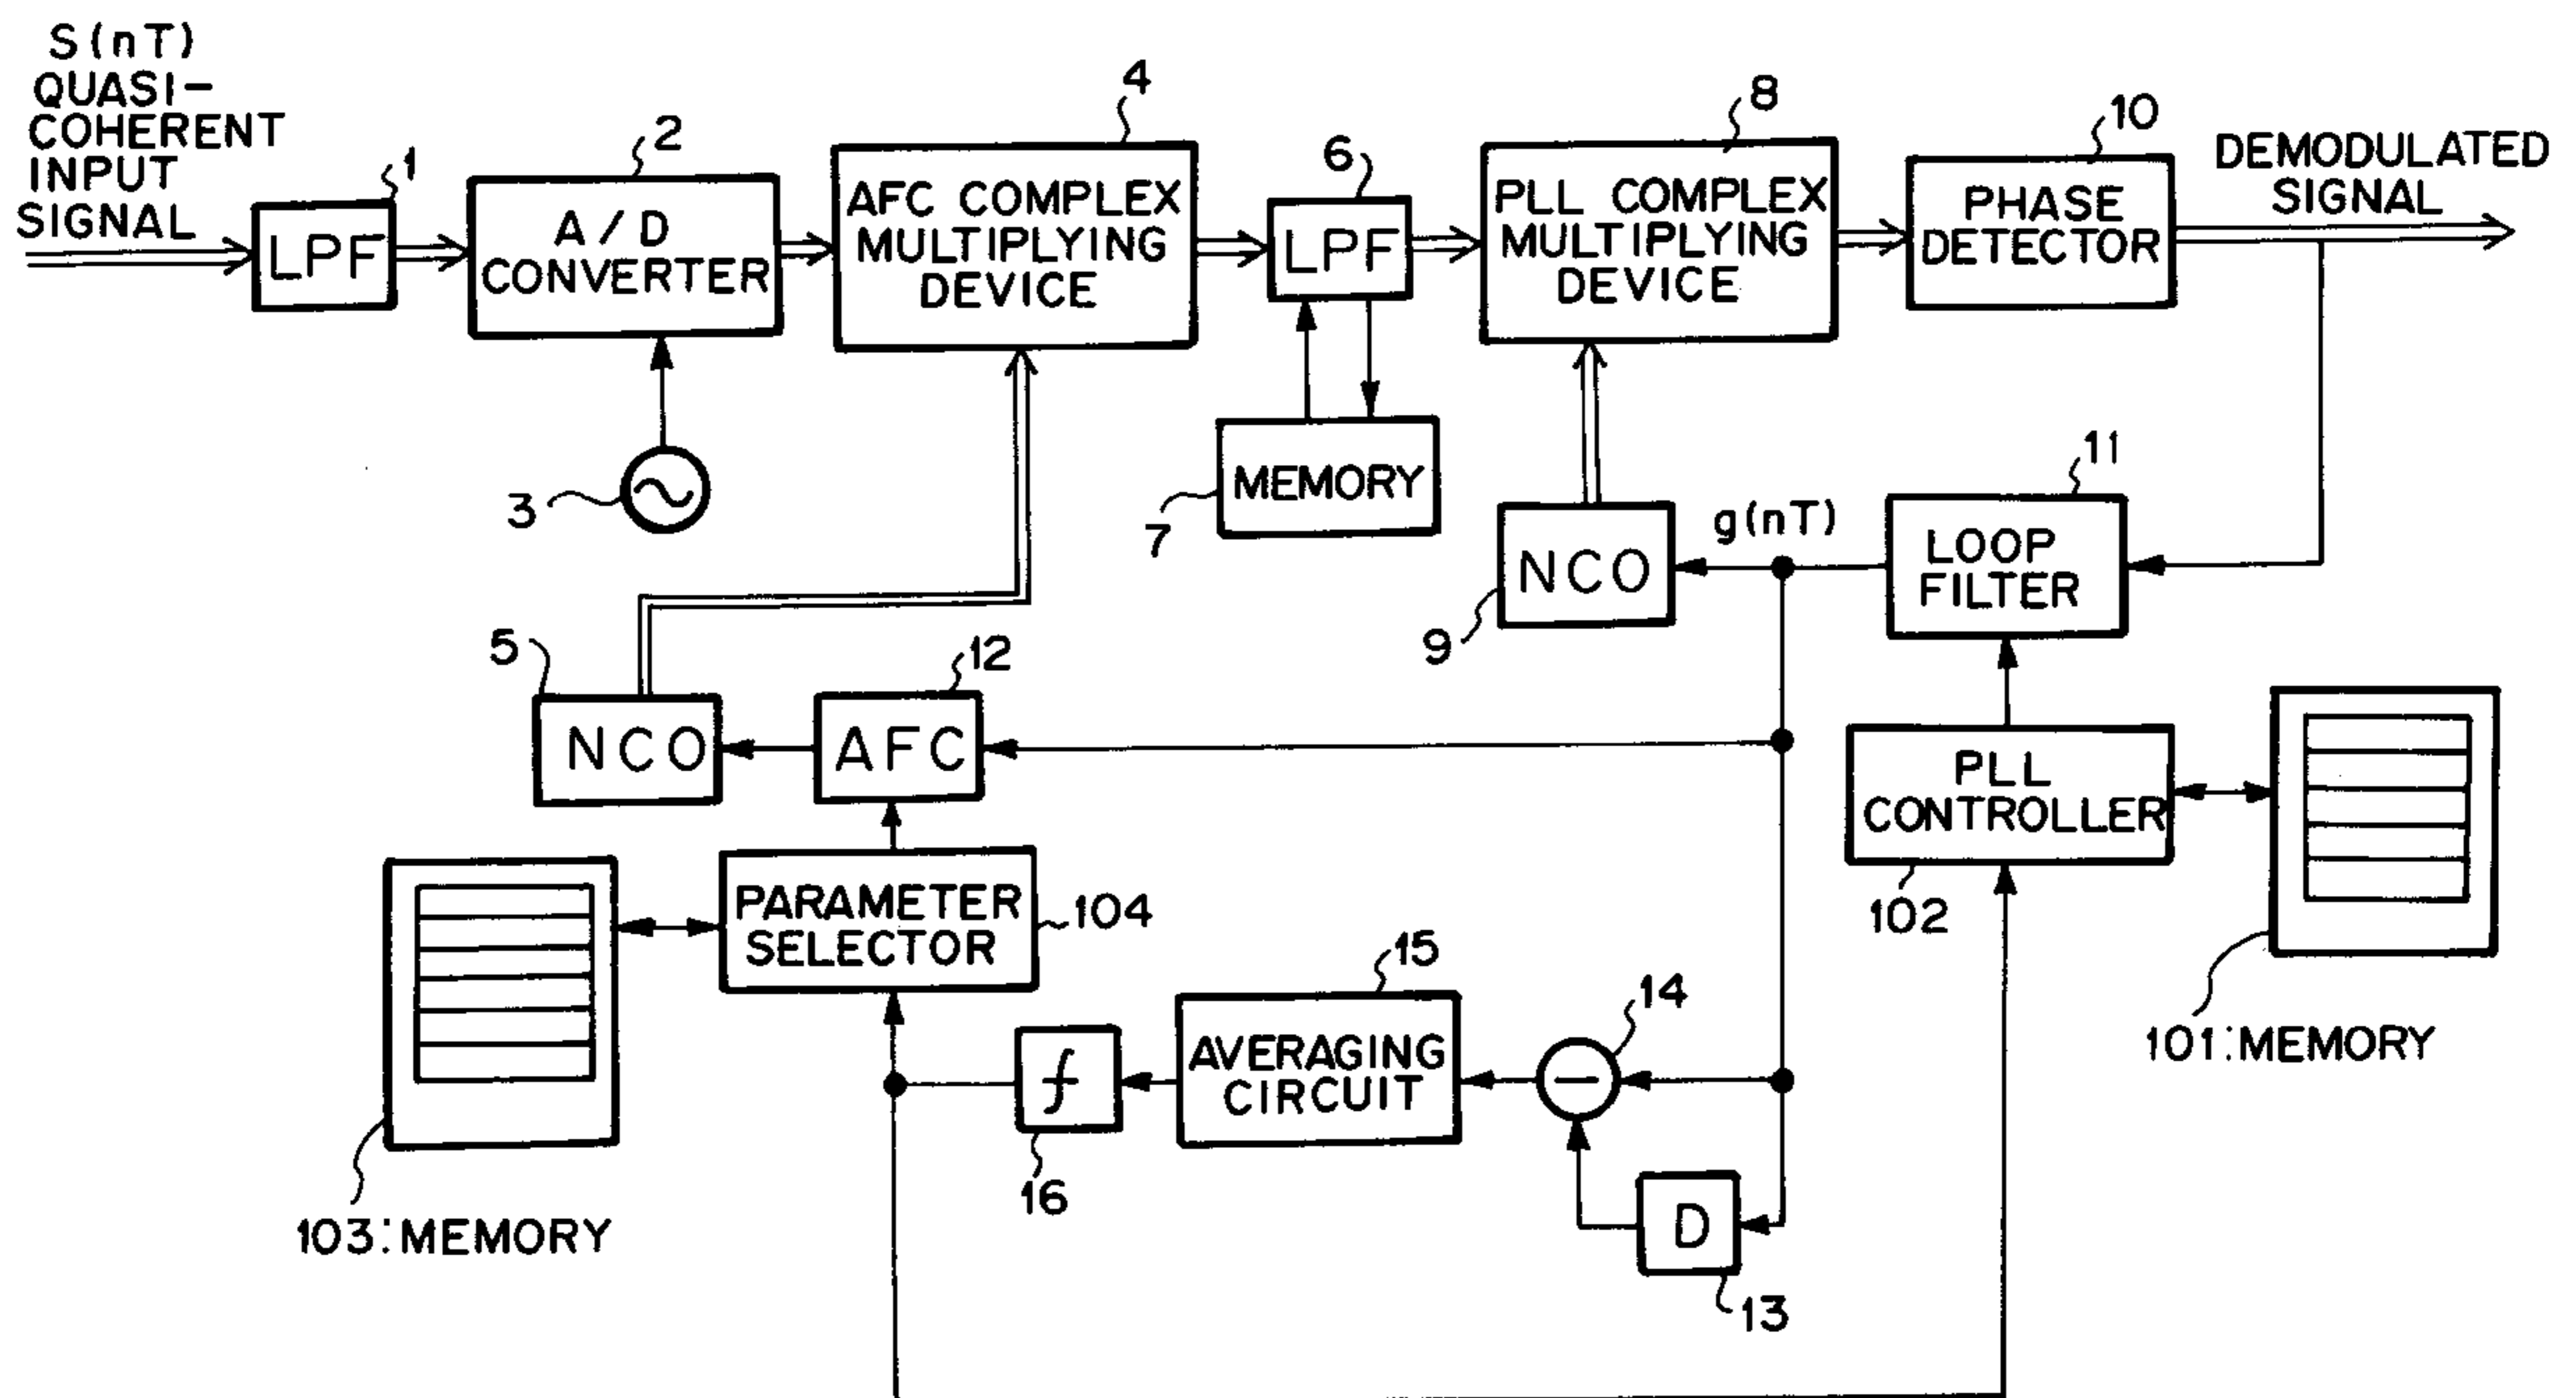 S(nT)
QUASI-
COHERENT
INPUT
SIGNAL
1
LPF
2
A/D
CONVERTER
3
4
AFC COMPLEX
MULTIPLYING
DEVICE
6
LPF
7
MEMORY
8
PLL COMPLEX
MULTIPLYING
DEVICE
10
PHASE
DETECTOR
DEMODULATED
SIGNAL
11
LOOP
FILTER
g(nT)
NCO
9
5
NCO
12
AFC
PLL
CONTROLLER
102
101:MEMORY
PARAMETER
SELECTOR
104
103:MEMORY
16
f
15
AVERAGING
CIRCUIT
14
−
D
13